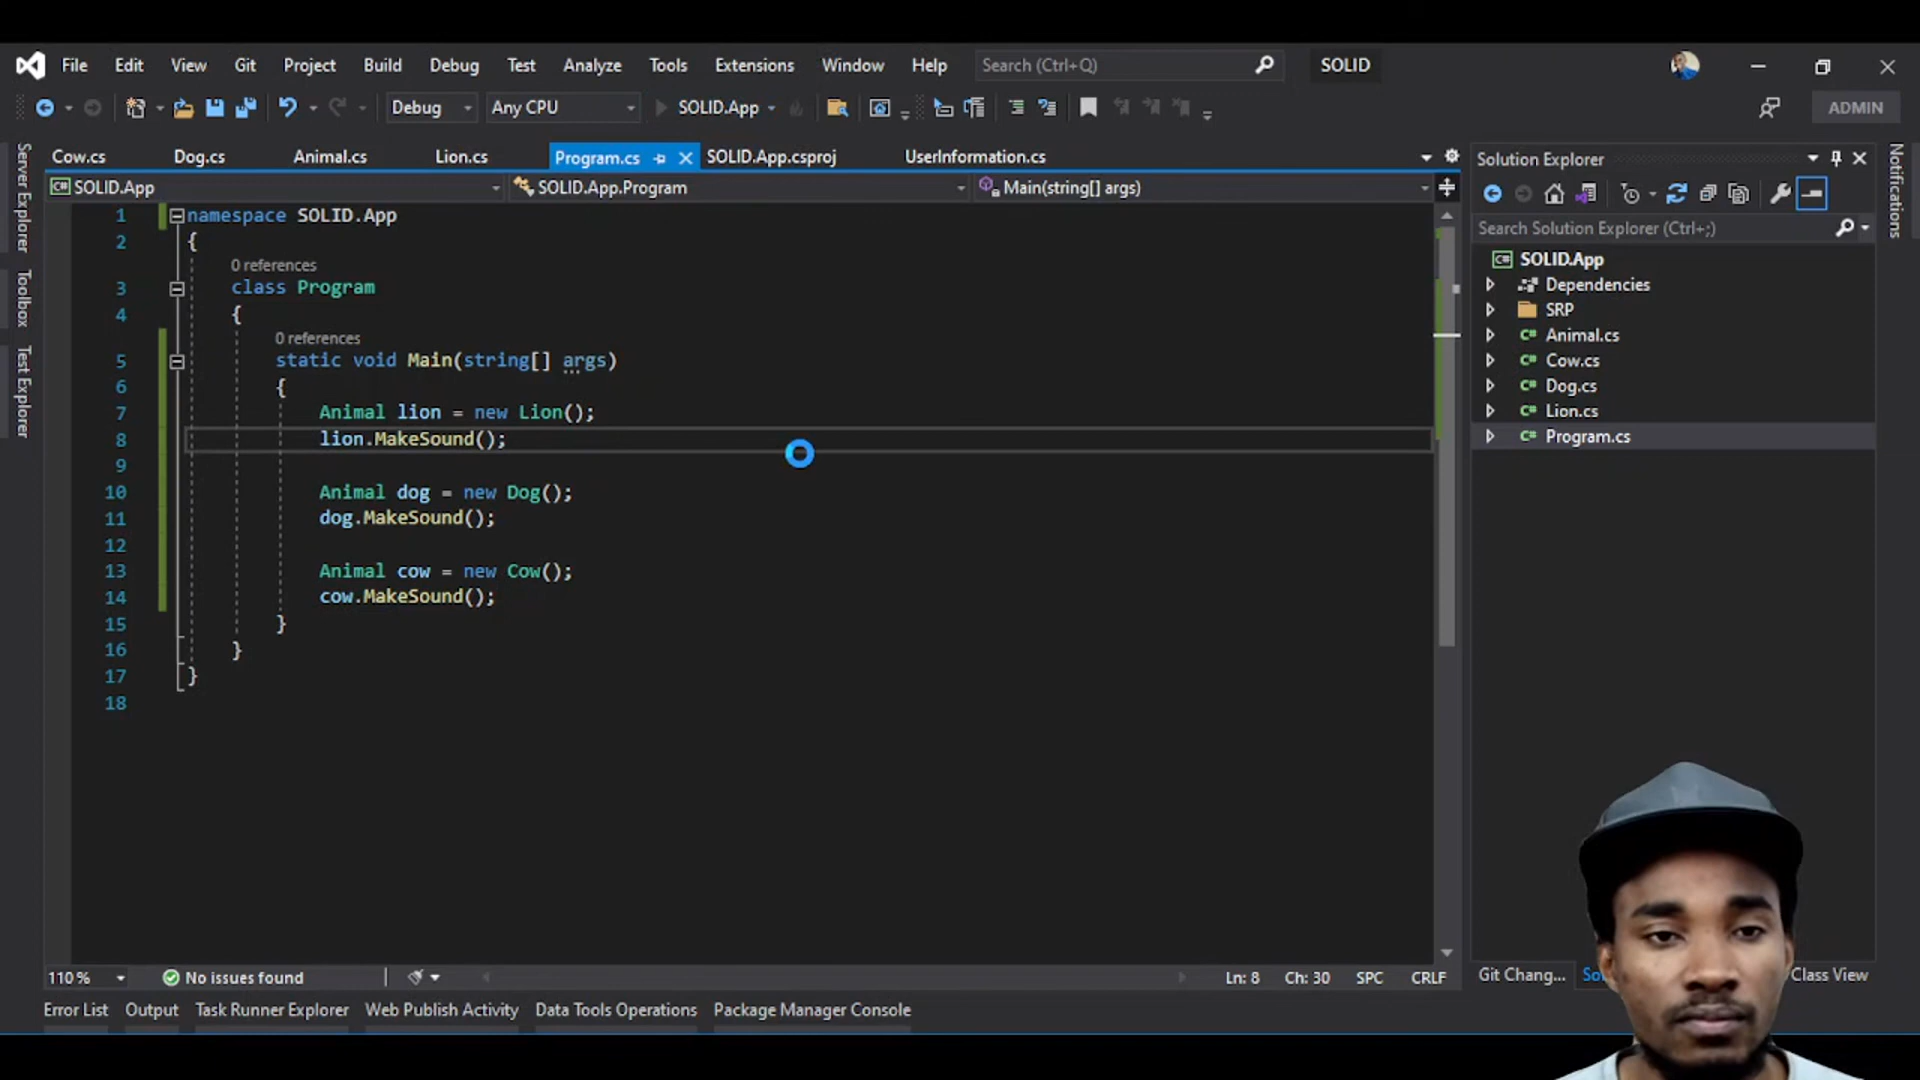 File Edit View Git Project Build Debug Test Analyze Tools Extensions Window Help Search (Ctrl+Q) SOLID
Debug Any CPU SOLID.App ADMIN
Server Explorer
Toolbox
Test Explorer
Cow.cs Dog.cs Animal.cs Lion.cs Program.cs SOLID.App.csproj UserInformation.cs
SOLID.App SOLID.App.Program Main(string[] args)
1 namespace SOLID.App
2 {
0 references
3 class Program
4 {
0 references
5 static void Main(string[] args)
6 {
7 Animal lion = new Lion();
8 lion.MakeSound();
9
10 Animal dog = new Dog();
11 dog.MakeSound();
12
13 Animal cow = new Cow();
14 cow.MakeSound();
15 }
16 }
17 }
18
110 % No issues found Ln: 8 Ch: 30 SPC CRLF
Error List Output Task Runner Explorer Web Publish Activity Data Tools Operations Package Manager Console
Solution Explorer
Search Solution Explorer (Ctrl+;)
SOLID.App
Dependencies
SRP
C# Animal.cs
C# Cow.cs
C# Dog.cs
C# Lion.cs
C# Program.cs
Git Chang... Class View
Notifications